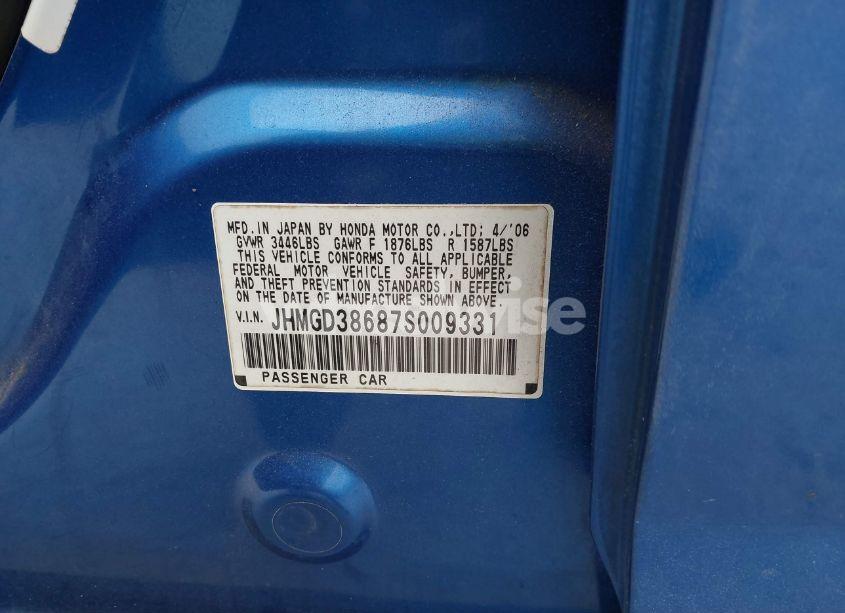 MFD. IN JAPAN BY HONDA MOTOR CO.,LTD; 4/'06
GVWR 3446LBS GAWR F 1876LBS R 1587LBS
THIS VEHICLE CONFORMS TO ALL APPLICABLE
FEDERAL MOTOR VEHICLE SAFETY, BUMPER,
AND THEFT PREVENTION STANDARDS IN EFFECT
ON THE DATE OF MANUFACTURE SHOWN ABOVE.
V.I.N. JHMGD38687S009331
PASSENGER CAR